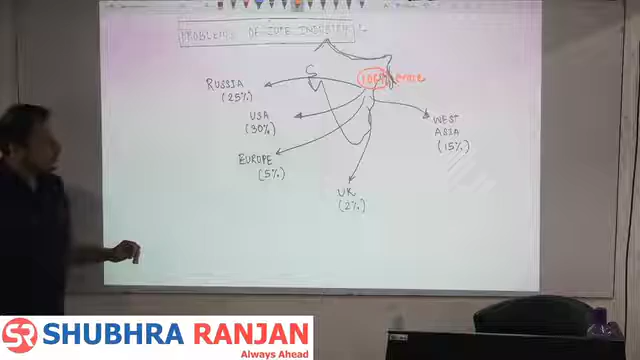 PROBLEMS OF JUTE INDUSTRY
RUSSIA
(25%)
USA
(30%)
EUROPE
(5%)
UK
(2%)
WEST
ASIA
(15%)
SR
SHUBHRA RANJAN
Always Ahead